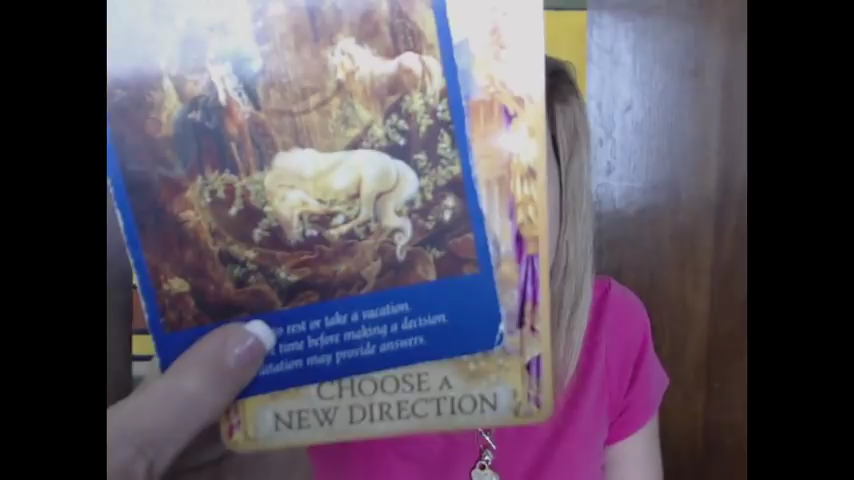 rest or take a vacation.
time before making a decision.
may provide answers.
CHOOSE A
NEW DIRECTION